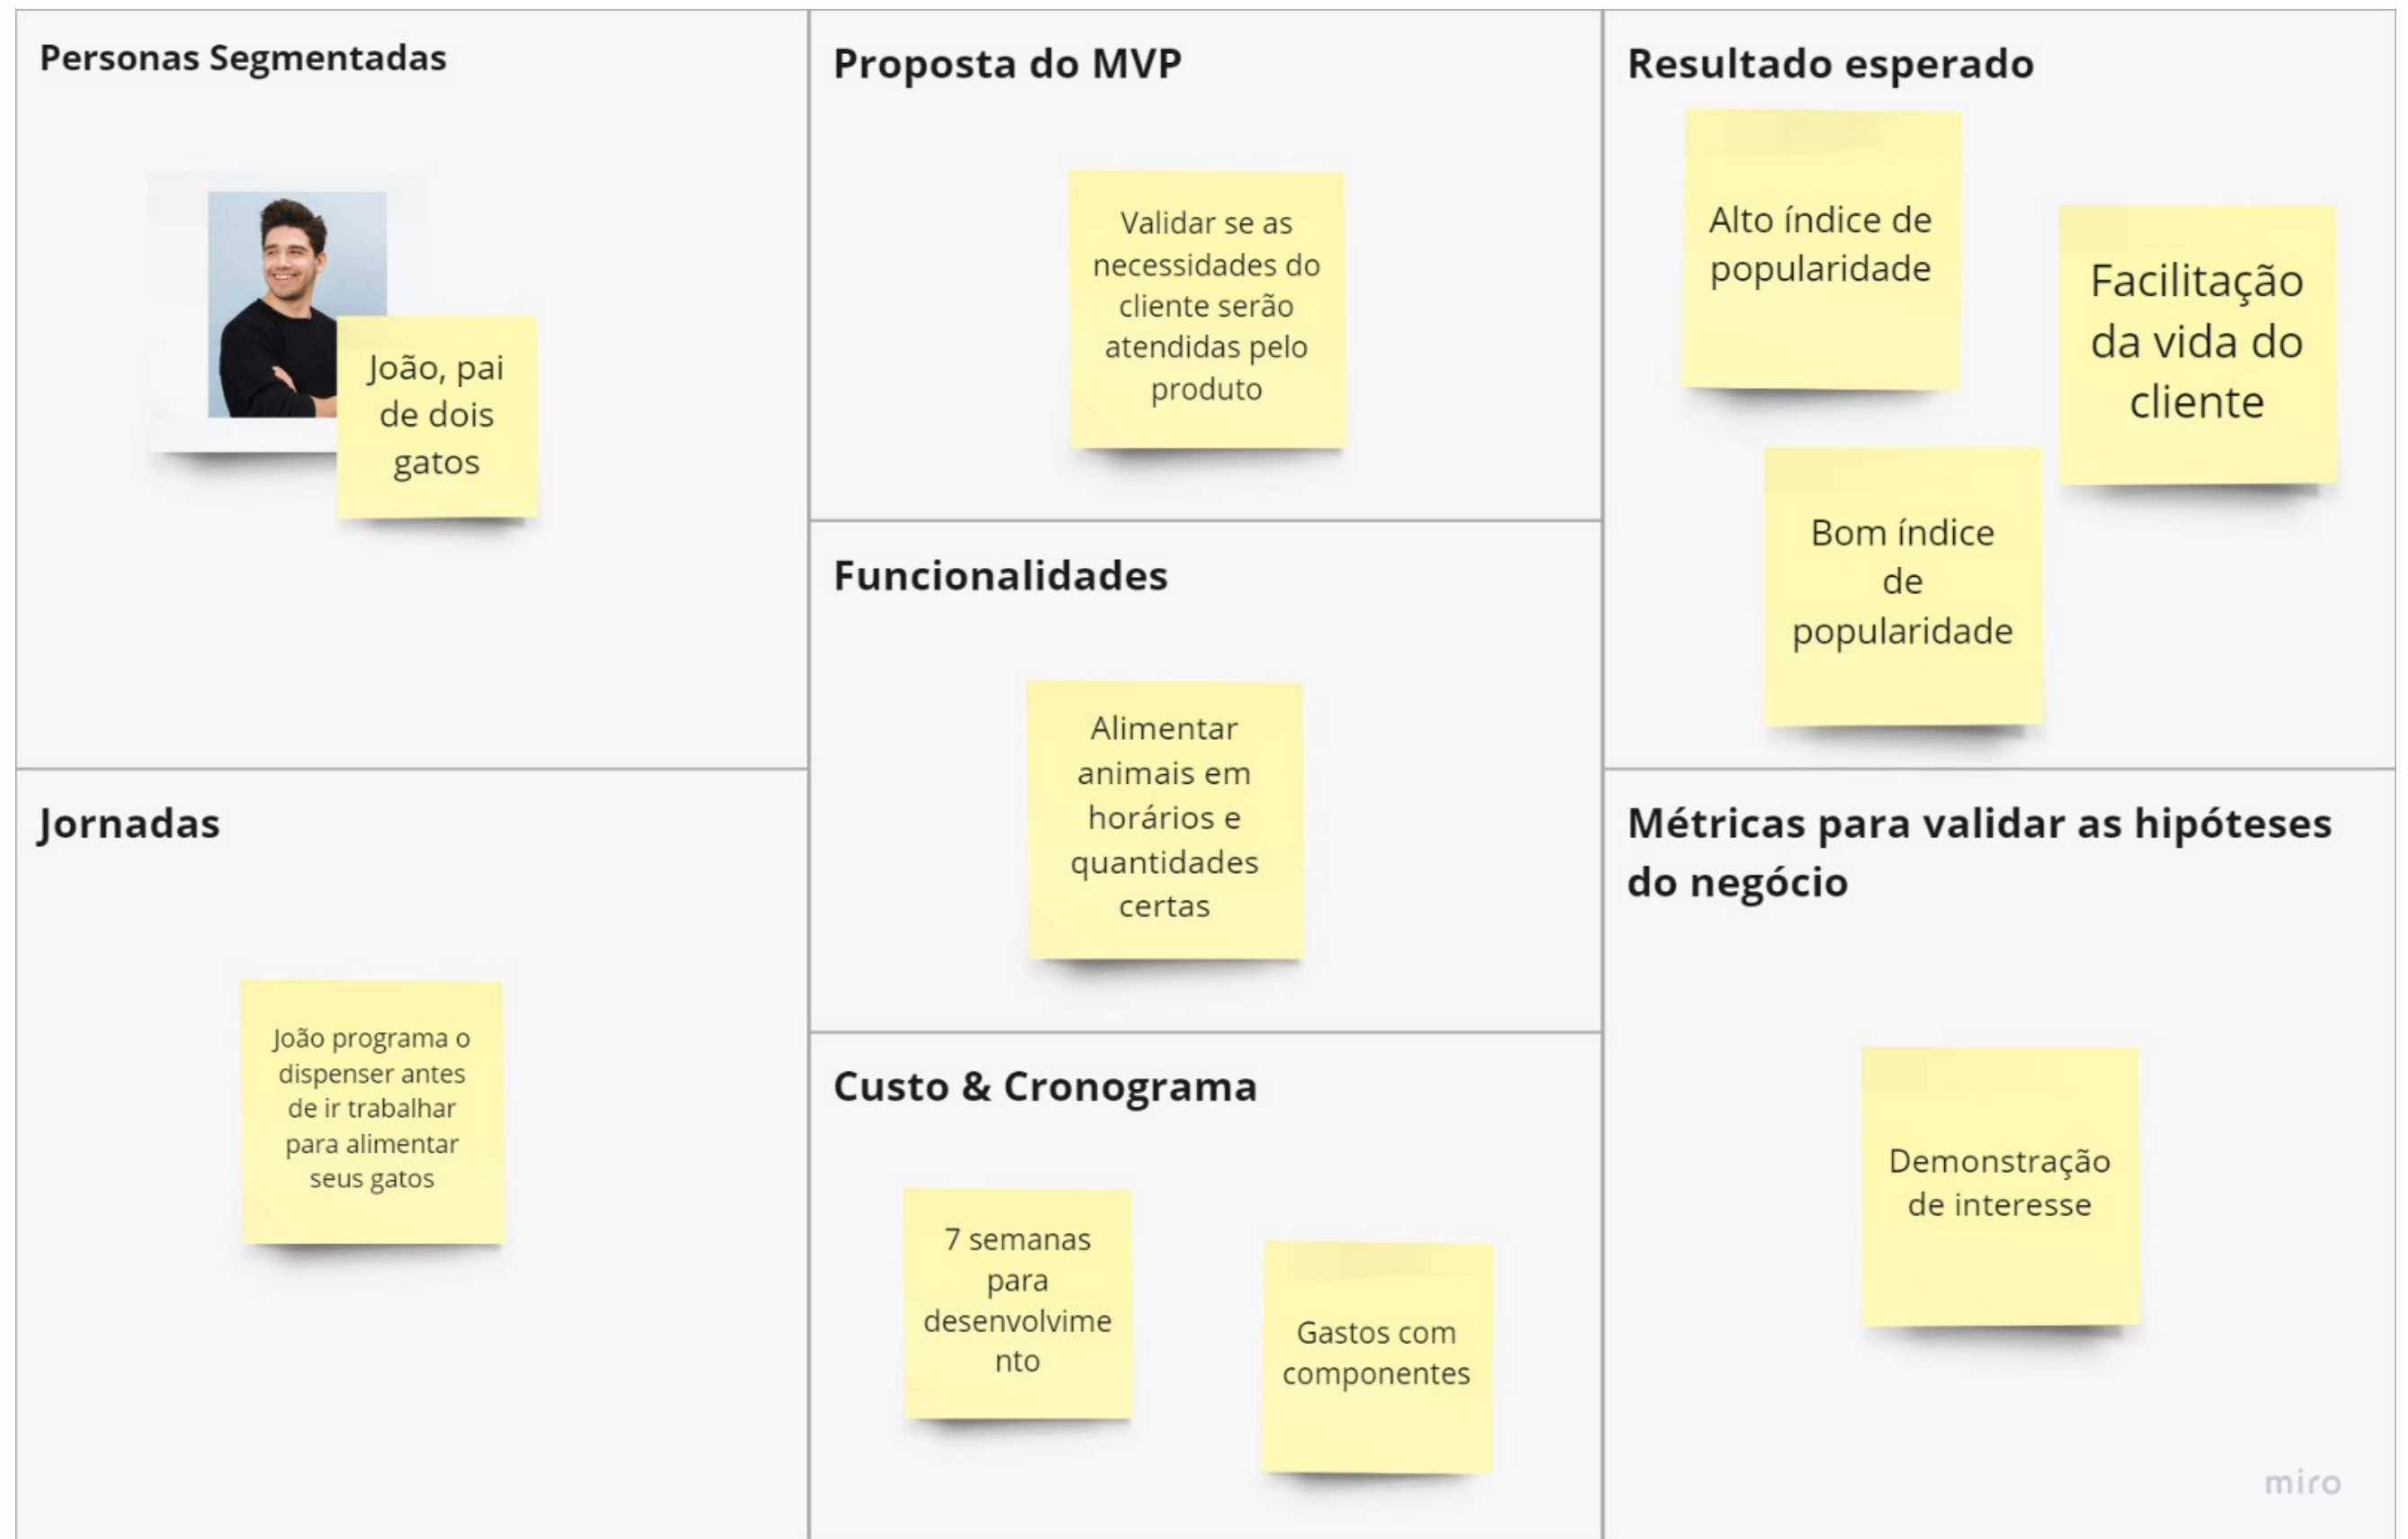 Personas Segmentadas
João, pai
de dois
gatos
Jornadas
João programa o
dispenser antes
de ir trabalhar
para alimentar
seus gatos
Proposta do MVP
Validar se as
necessidades do
cliente serão
atendidas pelo
produto
Funcionalidades
Alimentar
animais em
horários e
quantidades
certas
Custo & Cronograma
7 semanas
para
desenvolvime
nto
Gastos com
componentes
Resultado esperado
Alto índice de
popularidade
Facilitação
da vida do
cliente
Bom índice
de
popularidade
Métricas para validar as hipóteses
do negócio
Demonstração
de interesse
miro